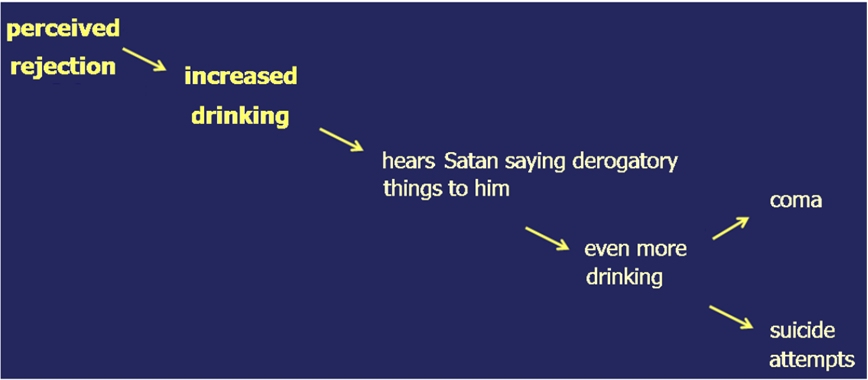 perceived
rejection
increased
drinking
hears Satan saying derogatory
things to him
even more
drinking
coma
suicide
attempts